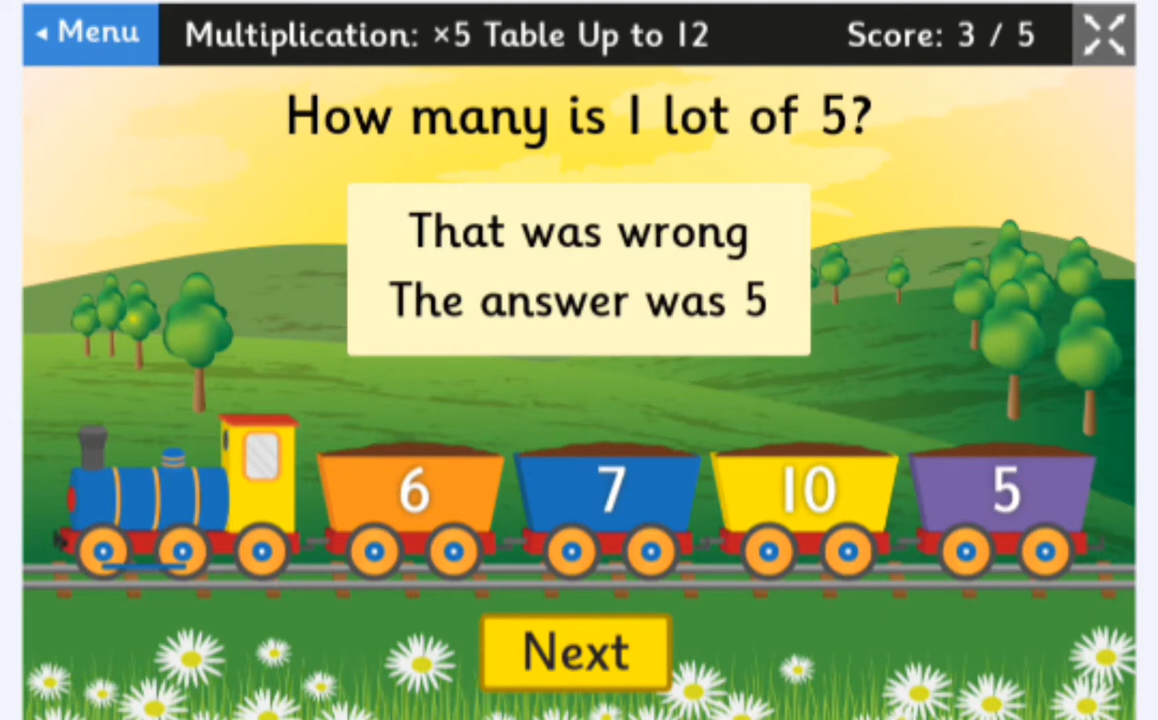 Menu
Multiplication: ×5 Table Up to 12
Score: 3 / 5
How many is 1 lot of 5?
That was wrong
The answer was 5
6 7 10 5
Next